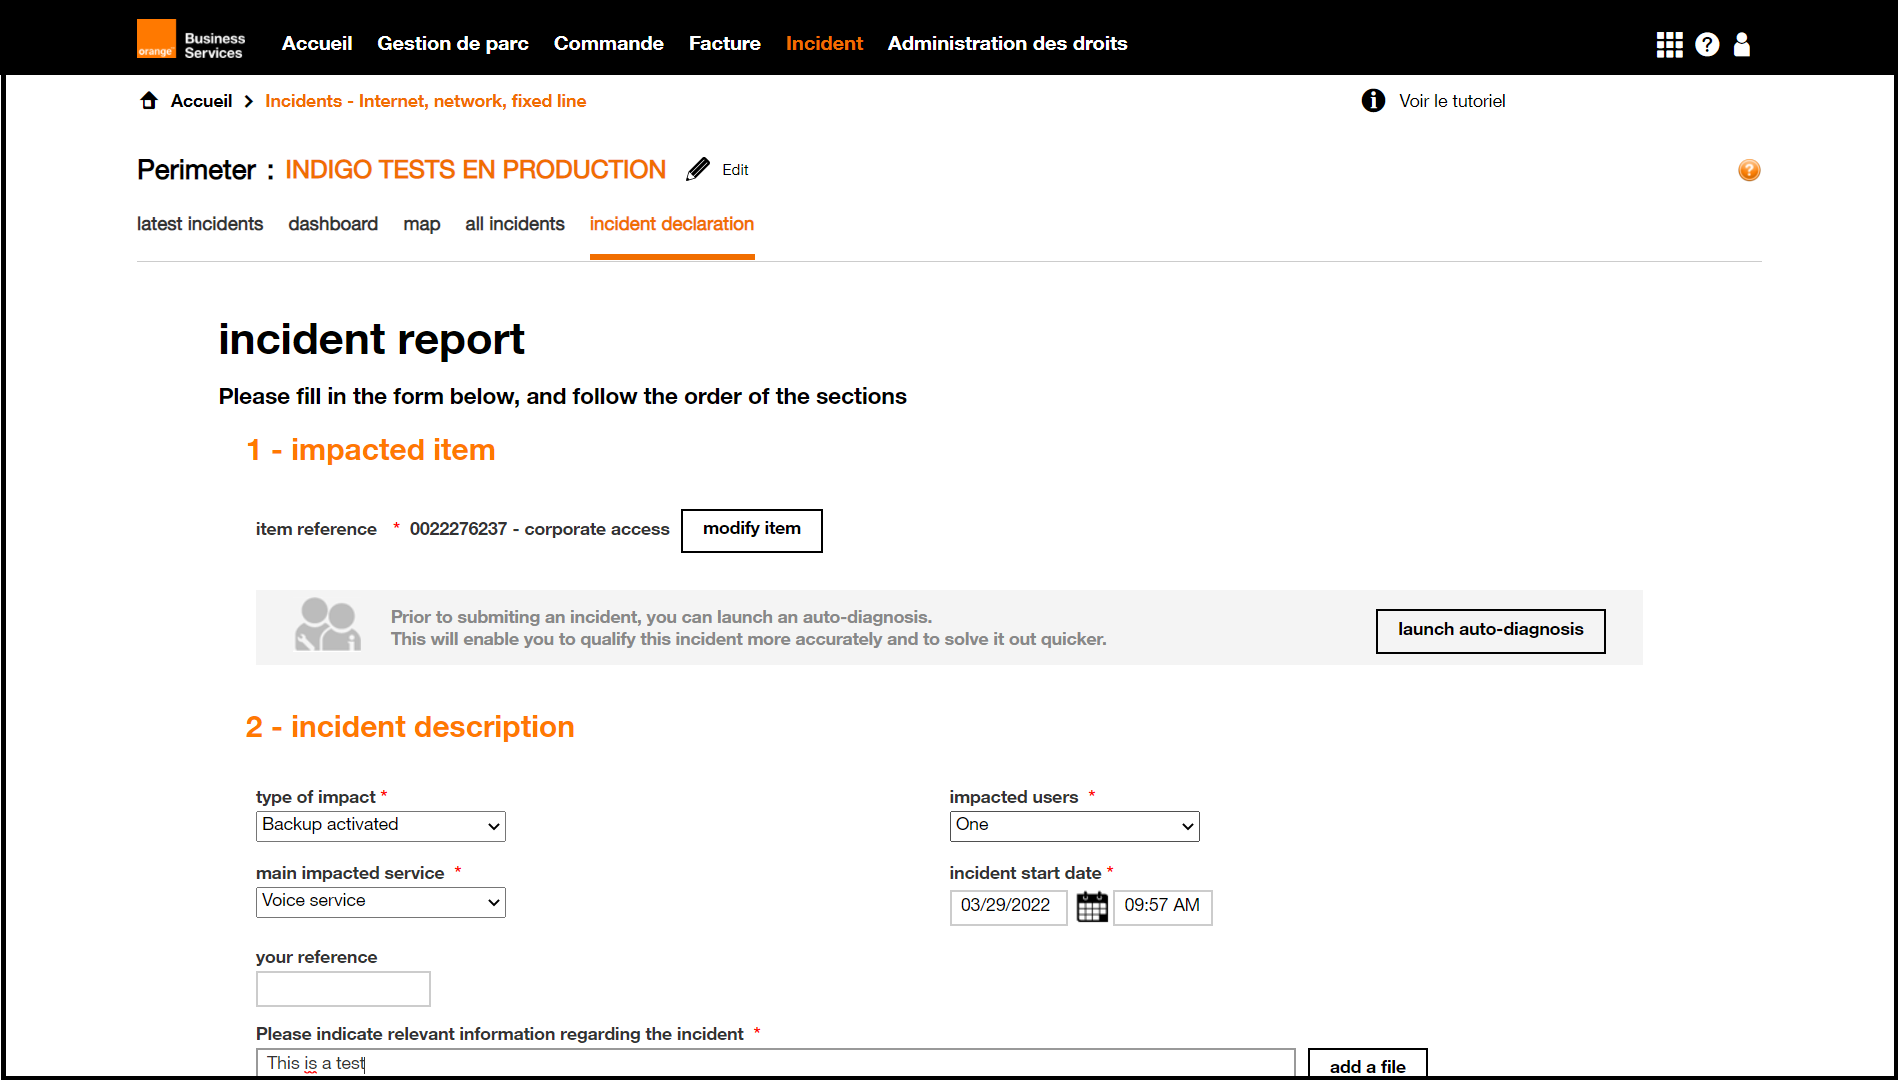 orange Business Services
Accueil Gestion de parc Commande Facture Incident Administration des droits
Accueil Incidents - Internet, network, fixed line
Voir le tutoriel
Perimeter : INDIGO TESTS EN PRODUCTION Edit
latest incidents dashboard map all incidents incident declaration
incident report
Please fill in the form below, and follow the order of the sections
1 - impacted item
item reference * 0022276237 - corporate access modify item
Prior to submiting an incident, you can launch an auto-diagnosis.
This will enable you to qualify this incident more accurately and to solve it out quicker.
launch auto-diagnosis
2 - incident description
type of impact * impacted users *
Backup activated One
main impacted service * incident start date *
Voice service 03/29/2022 09:57 AM
your reference
Please indicate relevant information regarding the incident *
This is a test add a file